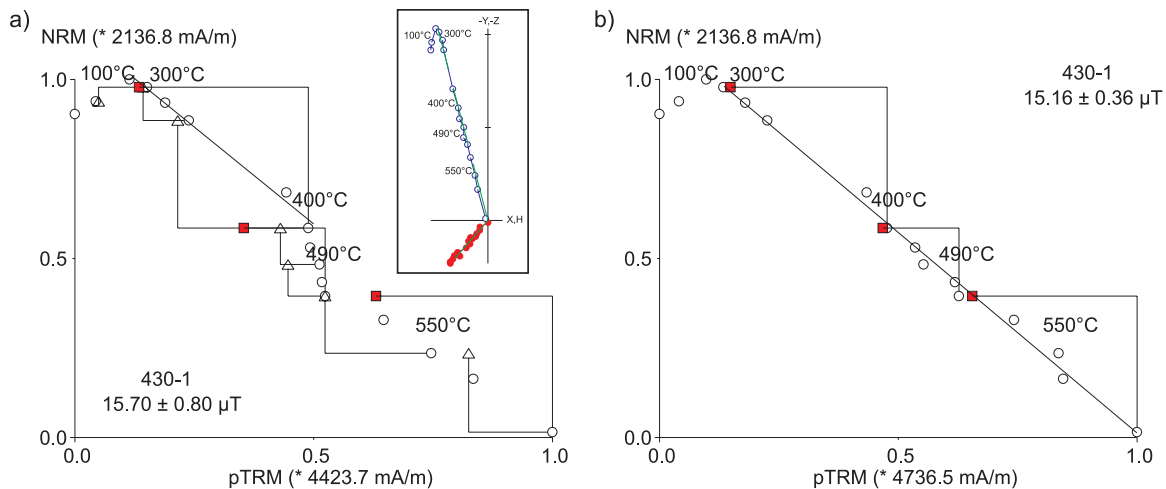 a)
NRM (* 2136.8 mA/m)
1.0
100°C
300°C
400°C
0.5
490°C
550°C
430-1
15.70 ± 0.80 µT
0.0
0.0
0.5
1.0
pTRM (* 4423.7 mA/m)
-Y,-Z
100°C
300°C
400°C
490°C
550°C
X,H
b)
NRM (* 2136.8 mA/m)
430-1
15.16 ± 0.36 µT
1.0
100°C
300°C
400°C
0.5
490°C
550°C
0.0
0.0
0.5
1.0
pTRM (* 4736.5 mA/m)